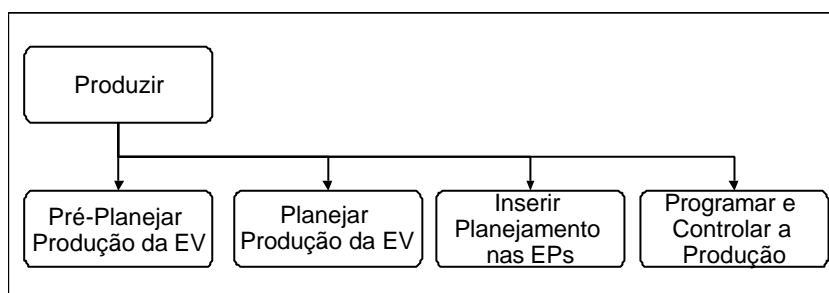 Produzir
Pré-Planejar
Produção da EV
Planejar
Produção da EV
Inserir
Planejamento
nas EPs
Programar e
Controlar a
Produção